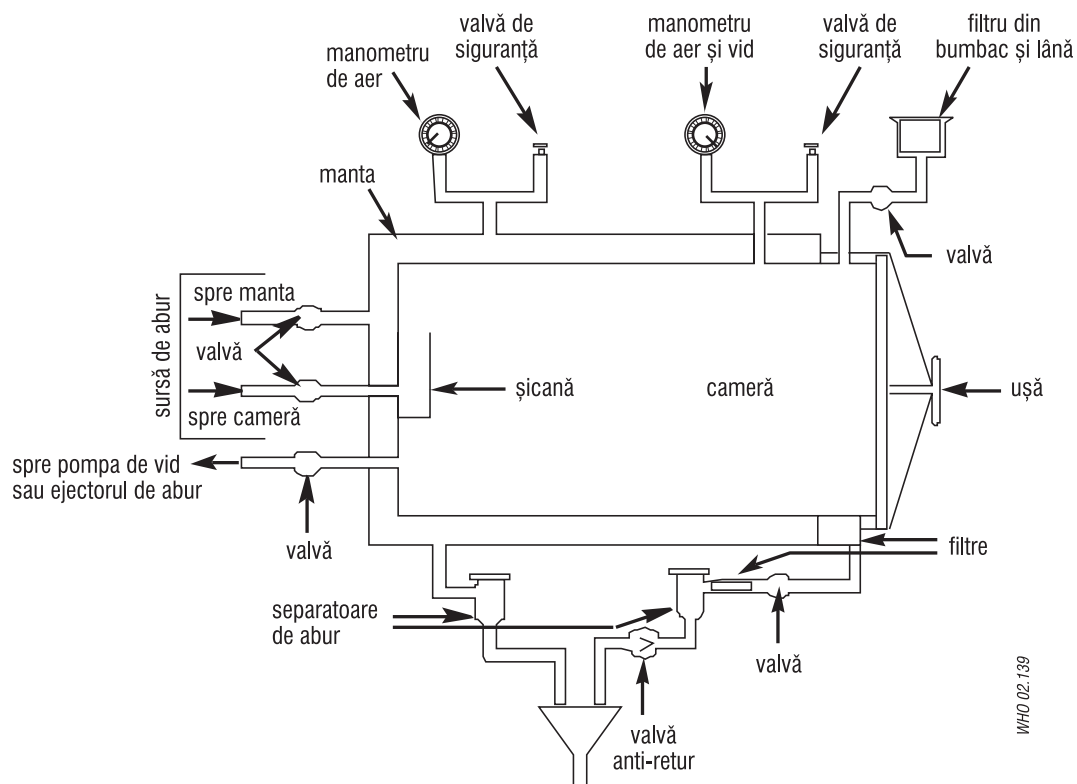 manometru
de aer
valvă de
siguranță
manometru
de aer și vid
valvă de
siguranță
filtru din
bumbac și lână
manta
valvă
sursă de abur
spre manta
valvă
spre cameră
șicană
cameră
ușă
spre pompa de vid
sau ejectorul de abur
valvă
filtre
separatoare
de abur
valvă
valvă
anti-retur
WHO 02.139